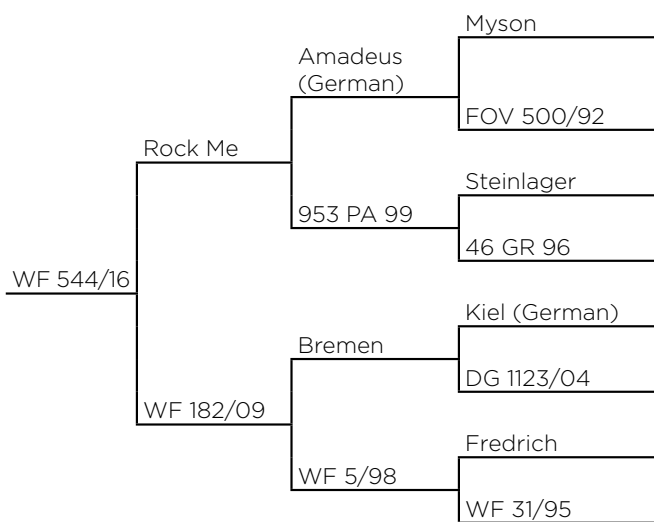 Myson
Amadeus
(German)
FOV 500/92
Rock Me
Steinlager
953 PA 99
46 GR 96
WF 544/16
Kiel (German)
Bremen
DG 1123/04
WF 182/09
Fredrich
WF 5/98
WF 31/95